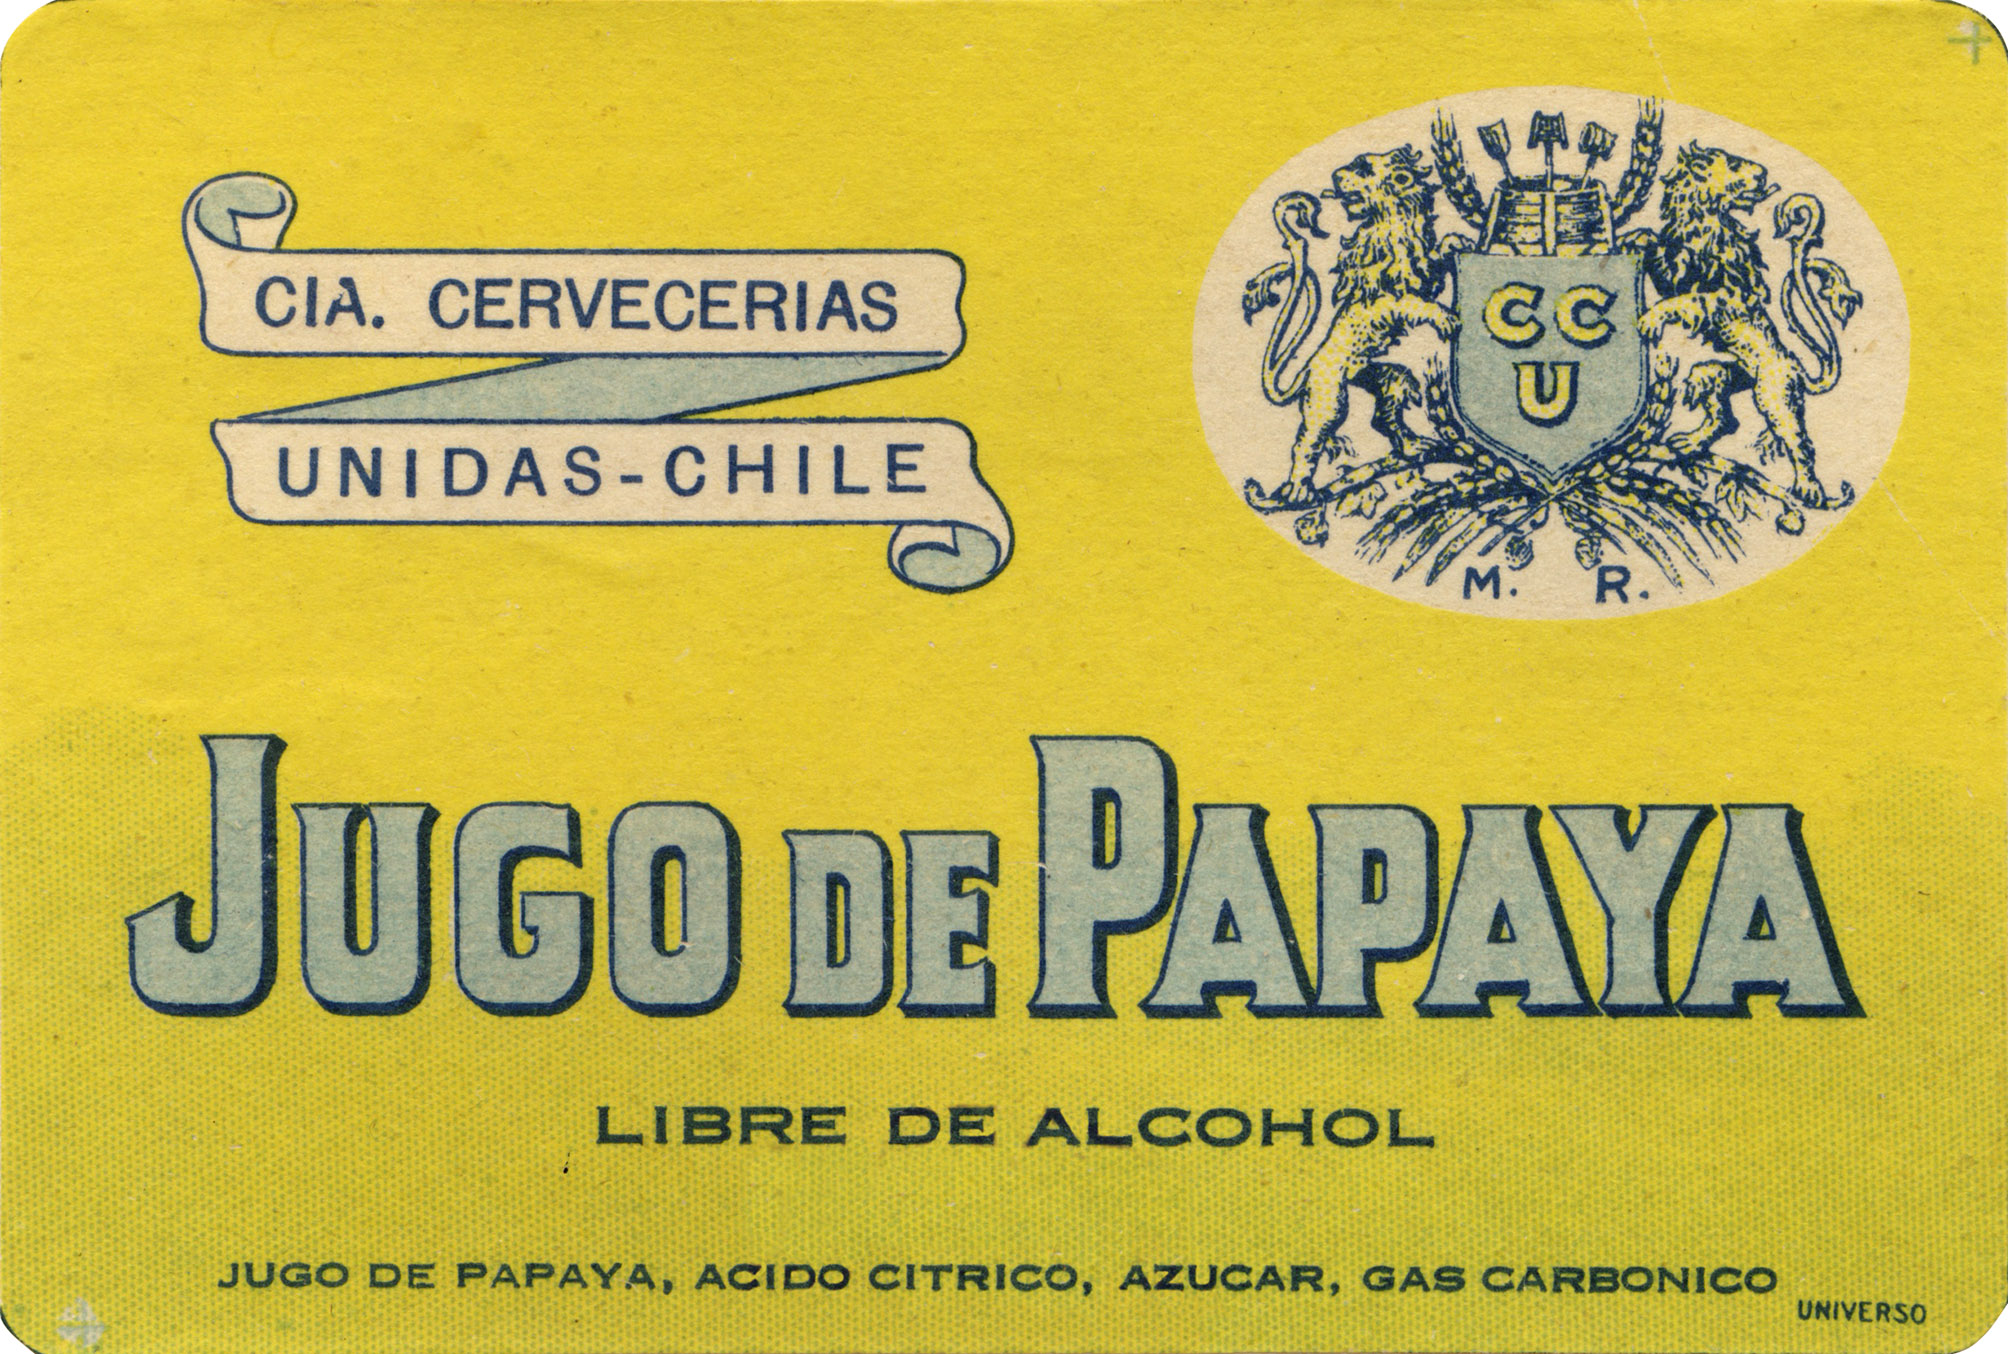 CIA. CERVECERIAS
UNIDAS-CHILE
CC
U
M. R.
JUGO DE PAPAYA
LIBRE DE ALCOHOL
JUGO DE PAPAYA, ACIDO CITRICO, AZUCAR, GAS CARBONICO
UNIVERSO